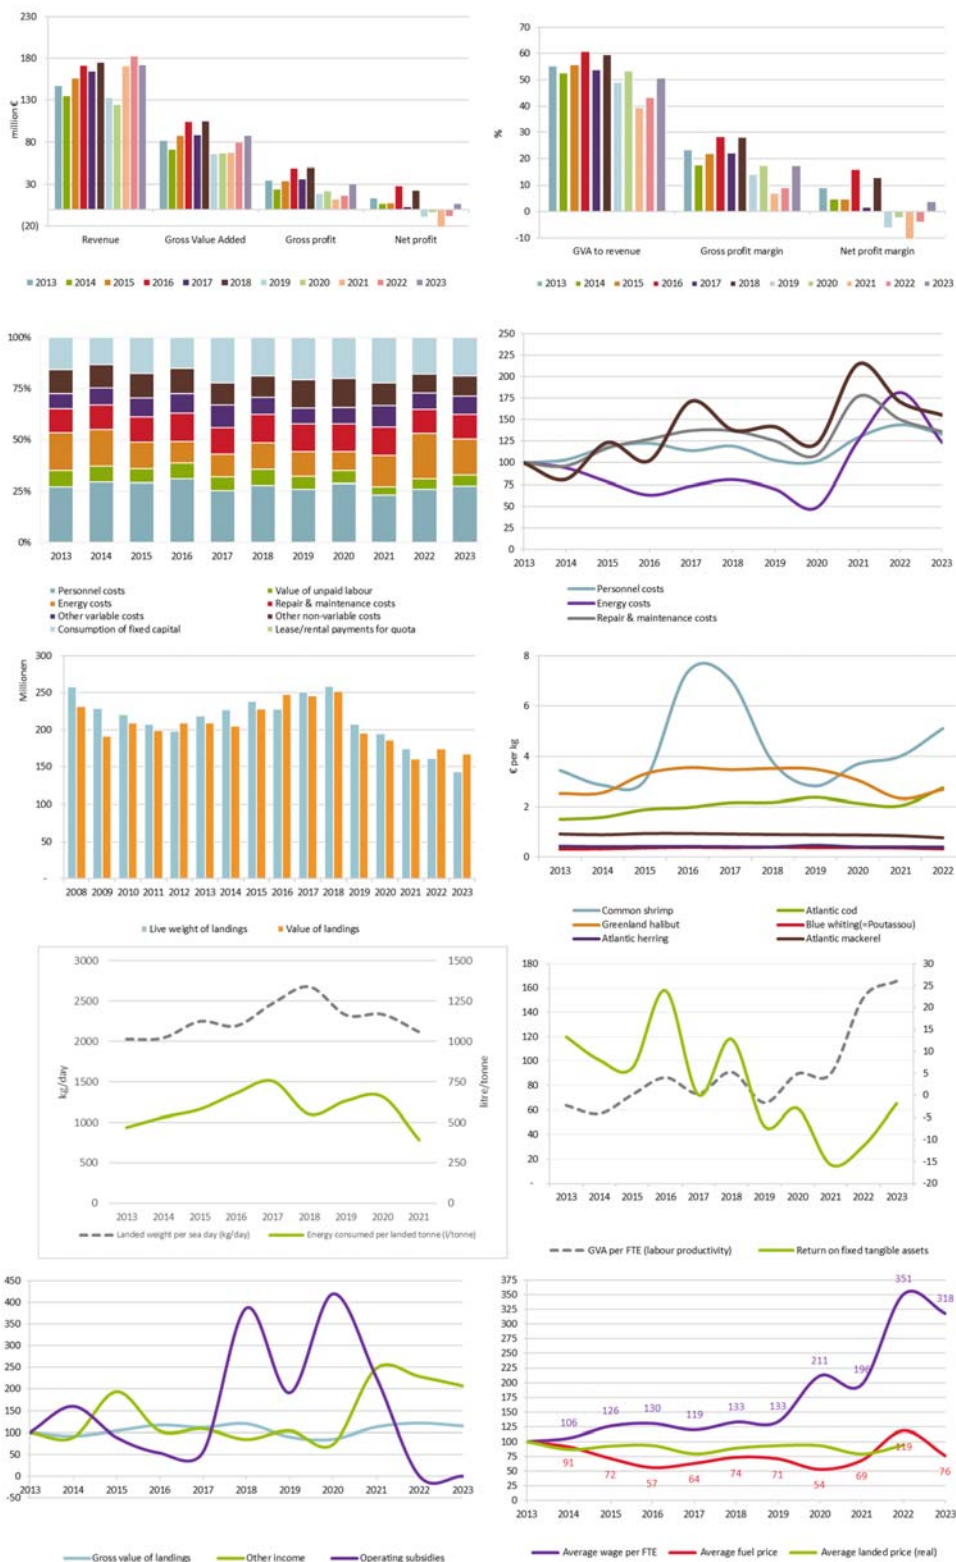 230
180
130
80
30
(20)
million €
Revenue Gross Value Added Gross profit Net profit
2013 2014 2015 2016 2017 2018 2019 2020 2021 2022 2023
70
60
50
40
30
20
10
0
-10
%
GVA to revenue Gross profit margin Net profit margin
2013 2014 2015 2016 2017 2018 2019 2020 2021 2022 2023
100%
75%
50%
25%
0%
2013 2014 2015 2016 2017 2018 2019 2020 2021 2022 2023
Personnel costs Value of unpaid labour
Energy costs Repair & maintenance costs
Other variable costs Other non-variable costs
Consumption of fixed capital Lease/rental payments for quota
250
225
200
175
150
125
100
75
50
25
0
2013 2014 2015 2016 2017 2018 2019 2020 2021 2022 2023
Personnel costs
Energy costs
Repair & maintenance costs
Millionen
300
250
200
150
100
50
-
2008 2009 2010 2011 2012 2013 2014 2015 2016 2017 2018 2019 2020 2021 2022 2023
Live weight of landings Value of landings
8
6
4
2
0
€ per kg
2013 2014 2015 2016 2017 2018 2019 2020 2021 2022
Common shrimp Atlantic cod
Greenland halibut Blue whiting(=Poutassou)
Atlantic herring Atlantic mackerel
3000 1500
2500 1250
2000 1000
1500 750
1000 500
500 250
0 0
kg/day
litre/tonne
2013 2014 2015 2016 2017 2018 2019 2020 2021
Landed weight per sea day (kg/day) Energy consumed per landed tonne (l/tonne)
180
160
140
120
100
80
60
40
20
-
30
25
20
15
10
5
0
-5
-10
-15
-20
2013 2014 2015 2016 2017 2018 2019 2020 2021 2022 2023
GVA per FTE (labour productivity) Return on fixed tangible assets
450
400
350
300
250
200
150
100
50
0
-50
2013 2014 2015 2016 2017 2018 2019 2020 2021 2022 2023
Gross value of landings Other income Operating subsidies
375
350
325
300
275
250
225
200
175
150
125
100
75
50
25
0
106 126 130 119 133 133 211 196 351 318
91 72 57 64 74 71 54 69 119 76
2013 2014 2015 2016 2017 2018 2019 2020 2021 2022 2023
Average wage per FTE Average fuel price Average landed price (real)